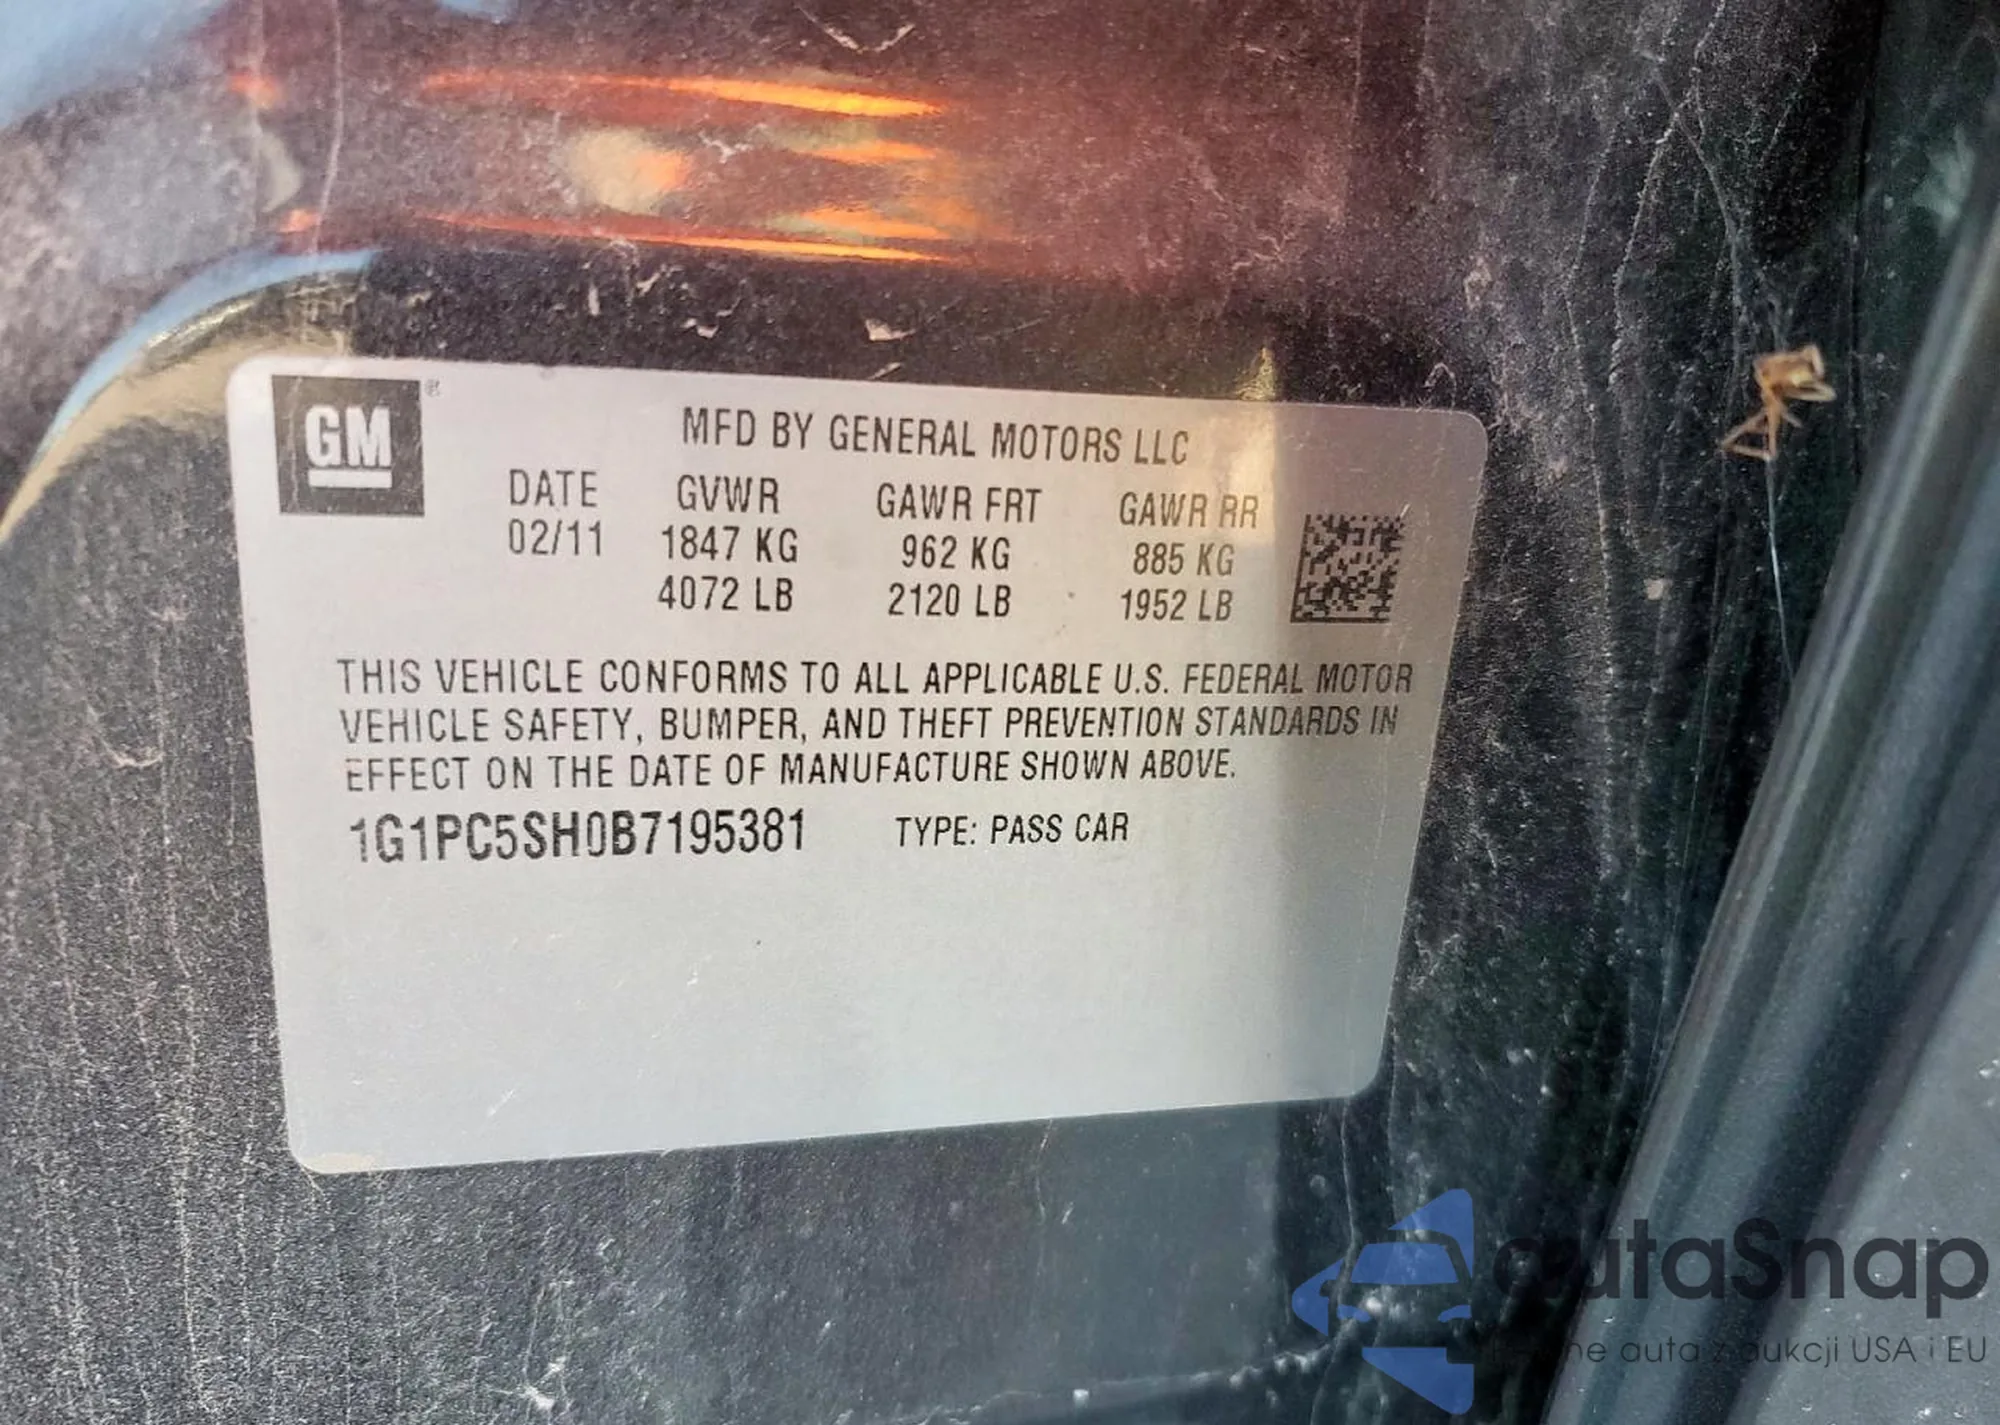 GM ®
MFD BY GENERAL MOTORS LLC
DATE GVWR GAWR FRT GAWR RR
02/11 1847 KG 962 KG 885 KG
4072 LB 2120 LB 1952 LB
THIS VEHICLE CONFORMS TO ALL APPLICABLE U.S. FEDERAL MOTOR
VEHICLE SAFETY, BUMPER, AND THEFT PREVENTION STANDARDS IN
EFFECT ON THE DATE OF MANUFACTURE SHOWN ABOVE.
1G1PC5SH0B7195381 TYPE: PASS CAR
autaSnap
auta z aukcji USA i EU